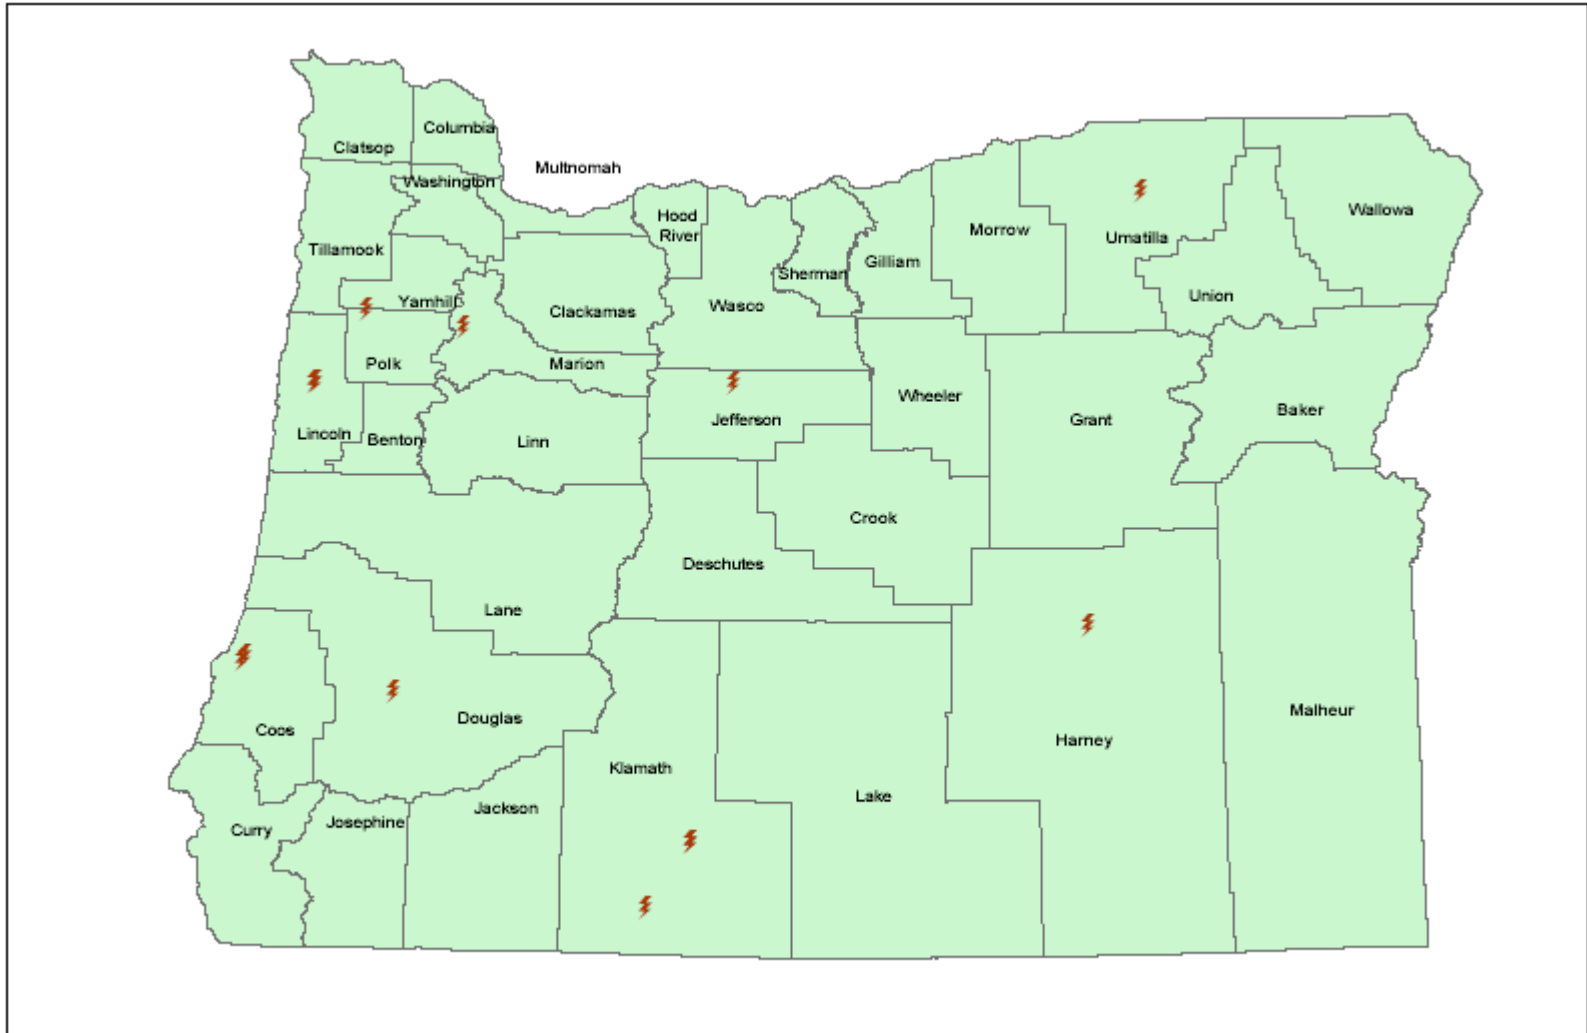 Columbia
Clatsop
Multnomah
Washington
Hood
River
Wallowa
Morrow
Umatilla
Tillamook
Gilliam
Sherman
Union
Yamhill
Wasco
Clackamas
Polk
Marion
Wheeler
Baker
Jefferson
Grant
Lincoln
Benton
Linn
Crook
Deschutes
Lane
Malheur
Douglas
Coos
Harney
Klamath
Lake
Jackson
Josephine
Curry